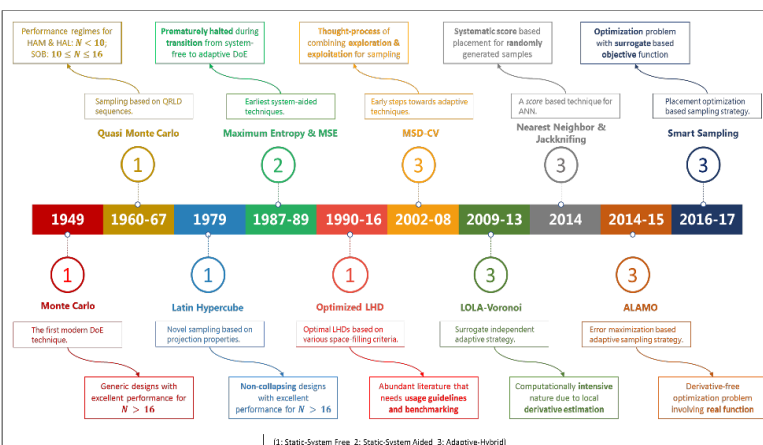 Performance regimes for
HAM & HAL: N < 10;
SOB: 10 ≤ N ≤ 16
Prematurely halted during
transition from system-
free to adaptive DoE
Thought-process of
combining exploration &
exploitation for sampling
Systematic score based
placement for randomly
generated samples
Optimization problem
with surrogate based
objective function
Sampling based on QRLD
sequences.
Earliest system-aided
techniques.
Early steps towards adaptive
techniques.
A score based technique for
ANN.
Placement optimization
based sampling strategy.
Quasi Monte Carlo
Maximum Entropy & MSE
MSD-CV
Nearest Neighbor &
Jackknifing
Smart Sampling
1
2
3
3
3
1949
1960-67
1979
1987-89
1990-16
2002-08
2009-13
2014
2014-15
2016-17
1
1
1
3
3
Monte Carlo
Latin Hypercube
Optimized LHD
LOLA-Voronoi
ALAMO
The first modern DoE
technique.
Novel sampling based on
projection properties.
Optimal LHDs based on
various space-filling criteria.
Surrogate independent
adaptive strategy.
Error maximization based
adaptive sampling strategy.
Generic designs with
excellent performance for
N > 16
Non-collapsing designs
with excellent
performance for N > 16
Abundant literature that
needs usage guidelines
and benchmarking
Computationally intensive
nature due to local
derivative estimation
Derivative-free
optimization problem
involving real function
(1: Static-System Free 2: Static-System Aided 3: Adaptive-Hybrid)